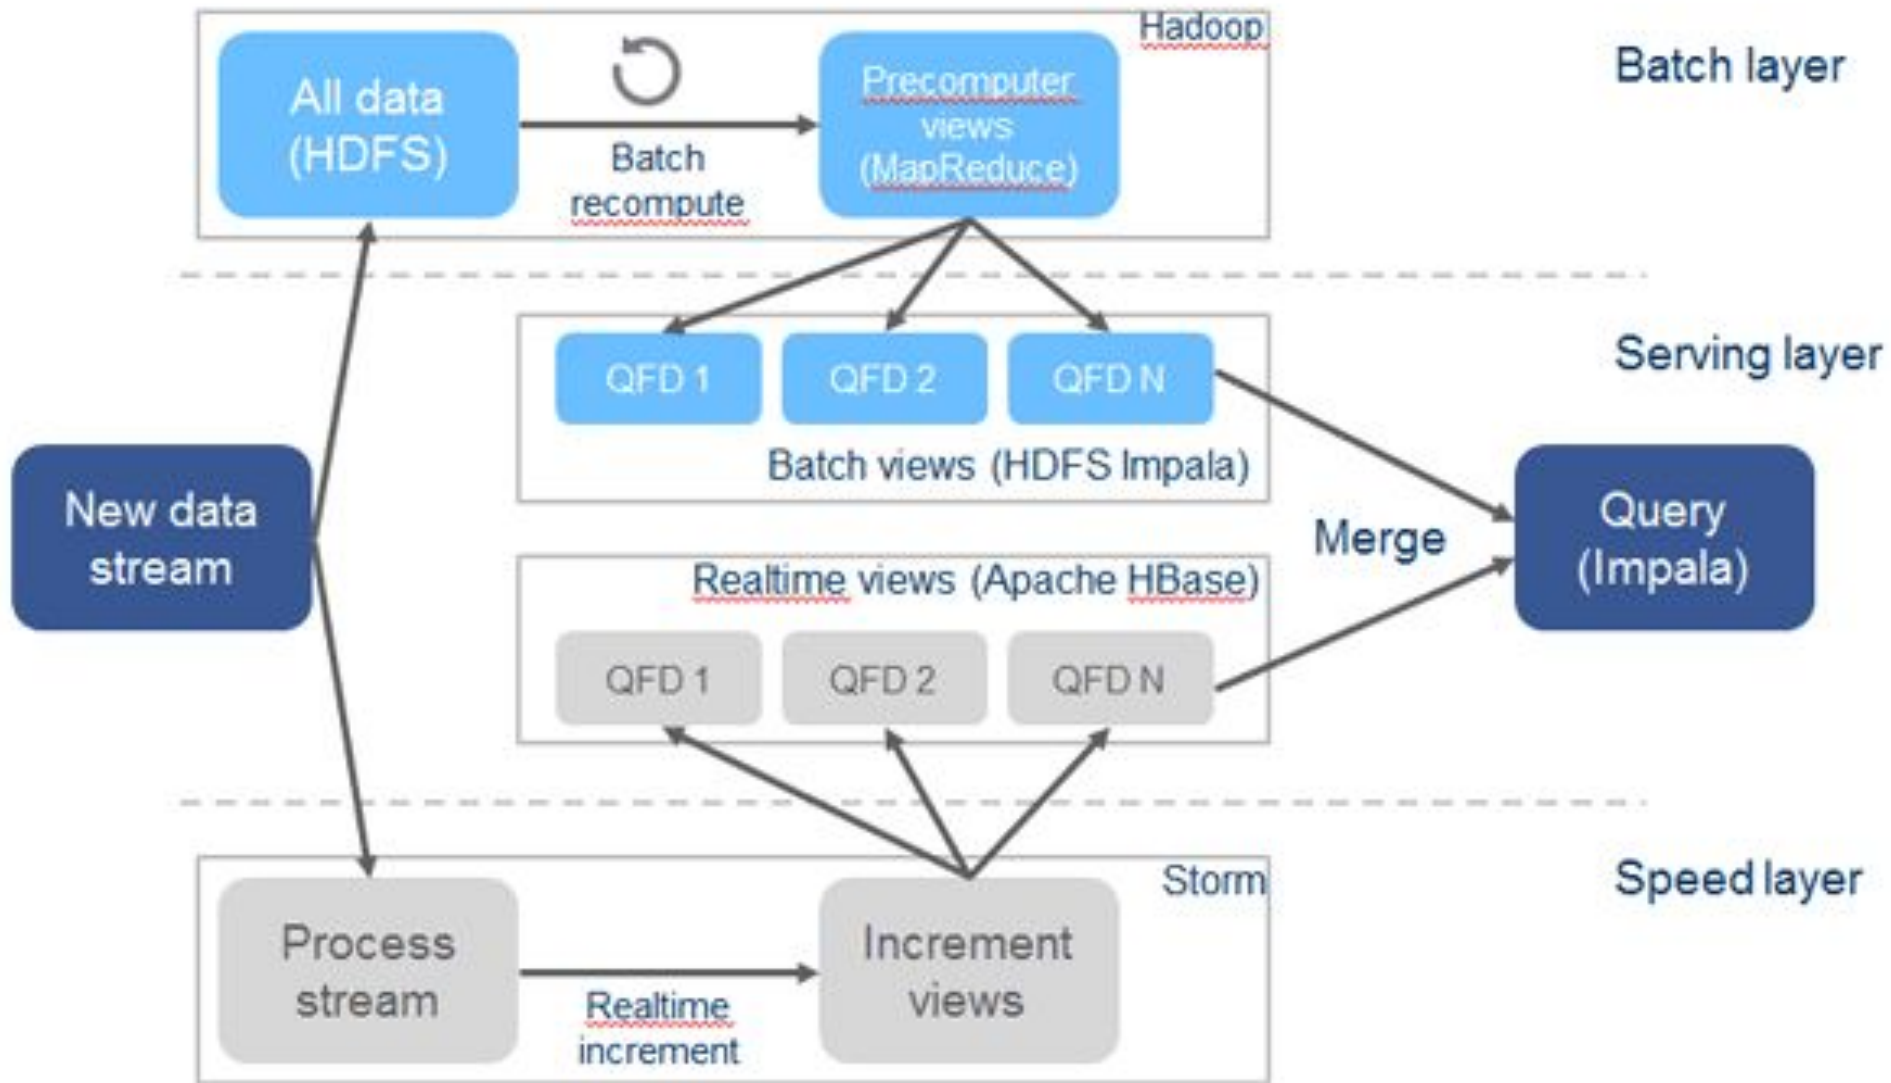 Hadoop
Batch layer
All data
(HDFS)
Batch
recompute
Precomputer
views
(MapReduce)
Serving layer
QFD 1
QFD 2
QFD N
Batch views (HDFS Impala)
New data
stream
Merge
Query
(Impala)
Realtime views (Apache HBase)
QFD 1
QFD 2
QFD N
Storm
Speed layer
Process
stream
Realtime
increment
Increment
views